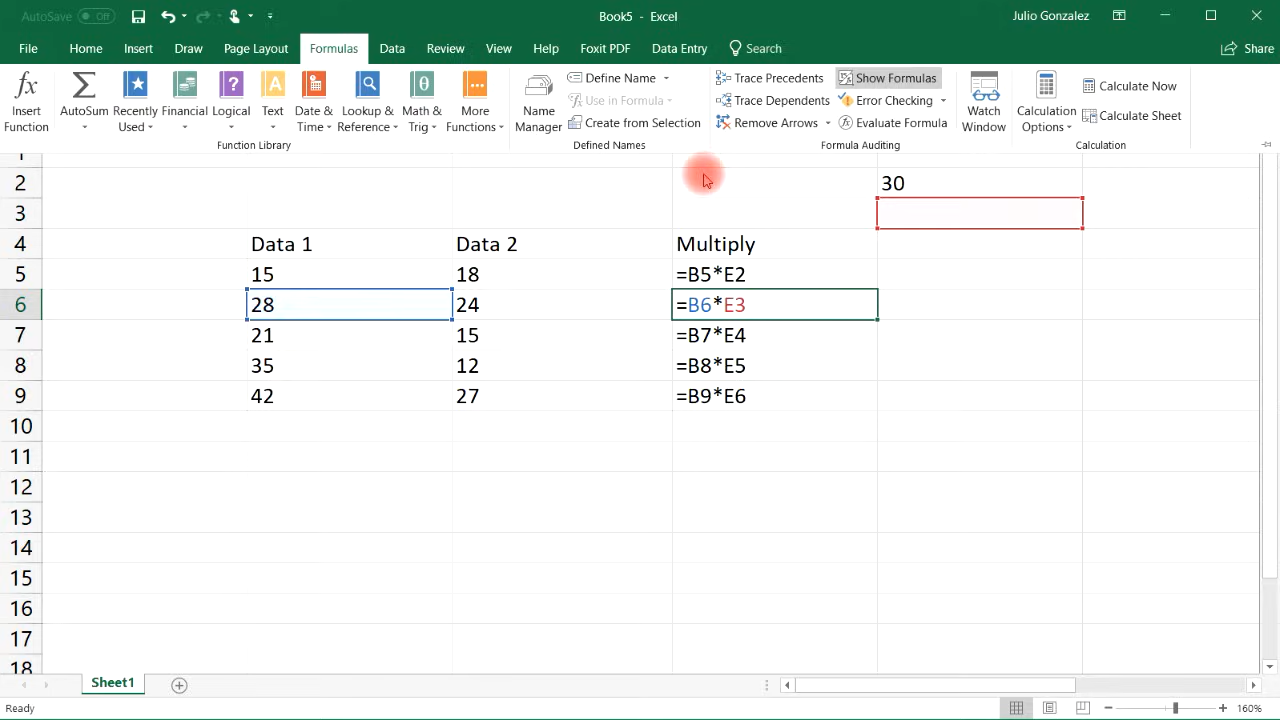 AutoSave Off Book5 - Excel Julio Gonzalez
File Home Insert Draw Page Layout Formulas Data Review View Help Foxit PDF Data Entry Search Share
fx Insert Function
Σ AutoSum
Recently Used
Financial
Logical
? Text
A Date & Time
Lookup & Reference
θ Math & Trig
More Functions
Function Library
Name Manager
Define Name
Use in Formula
Create from Selection
Defined Names
Trace Precedents
Trace Dependents
Remove Arrows
Show Formulas
Error Checking
Evaluate Formula
Formula Auditing
Watch Window
Calculation Options
Calculate Now
Calculate Sheet
Calculation
1
2 30
3
4 Data 1 Data 2 Multiply
5 15 18 =B5*E2
6 28 24 =B6*E3
7 21 15 =B7*E4
8 35 12 =B8*E5
9 42 27 =B9*E6
10
11
12
13
14
15
16
17
18
Sheet1
Ready 160%